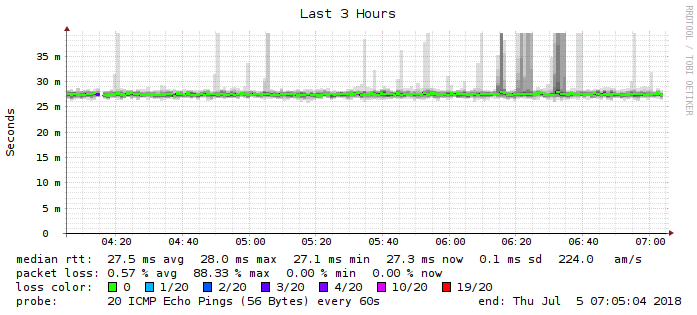 Last 3 Hours
RRDTOOL / TOBI OETIKER
Seconds
35 m
30 m
25 m
20 m
15 m
10 m
5 m
0
04:20 04:40 05:00 05:20 05:40 06:00 06:20 06:40 07:00
median rtt: 27.5 ms avg 28.0 ms max 27.1 ms min 27.3 ms now 0.1 ms sd 224.0 am/s
packet loss: 0.57 % avg 88.33 % max 0.00 % min 0.00 % now
loss color: 0 1/20 2/20 3/20 4/20 10/20 19/20
probe: 20 ICMP Echo Pings (56 Bytes) every 60s end: Thu Jul 5 07:05:04 2018